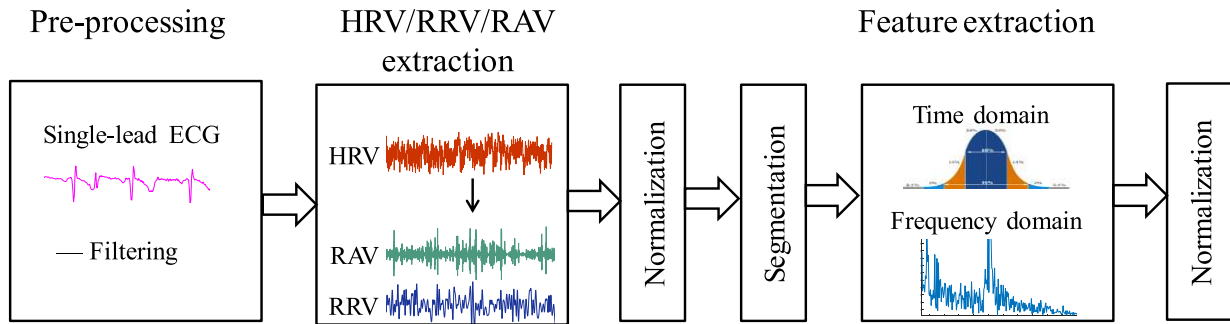 Pre-processing
HRV/RRV/RAV
extraction
Feature extraction
Single-lead ECG
— Filtering
HRV
RAV
RRV
Normalization
Segmentation
Time domain
Frequency domain
Normalization